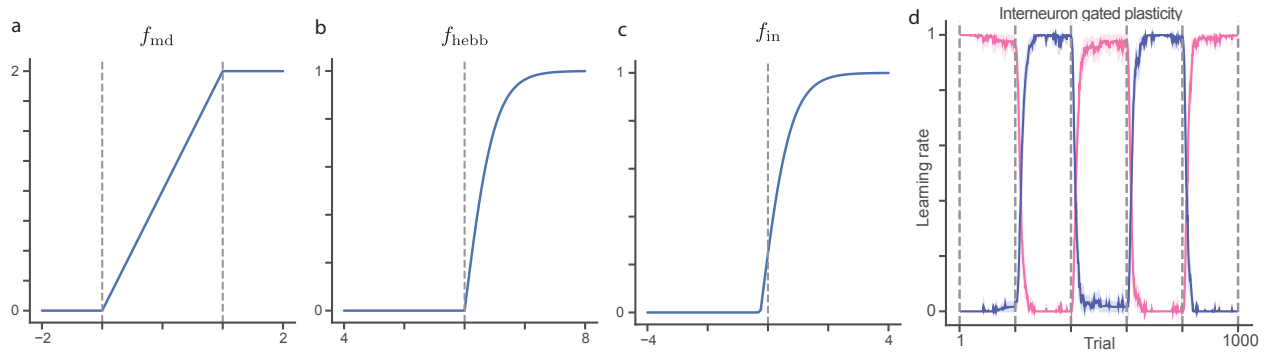 a
f_md
2
0
−2
2
b
f_hebb
1
0
4
8
c
f_in
1
0
−4
4
d
Interneuron gated plasticity
1
Learning rate
0
1
Trial
1000